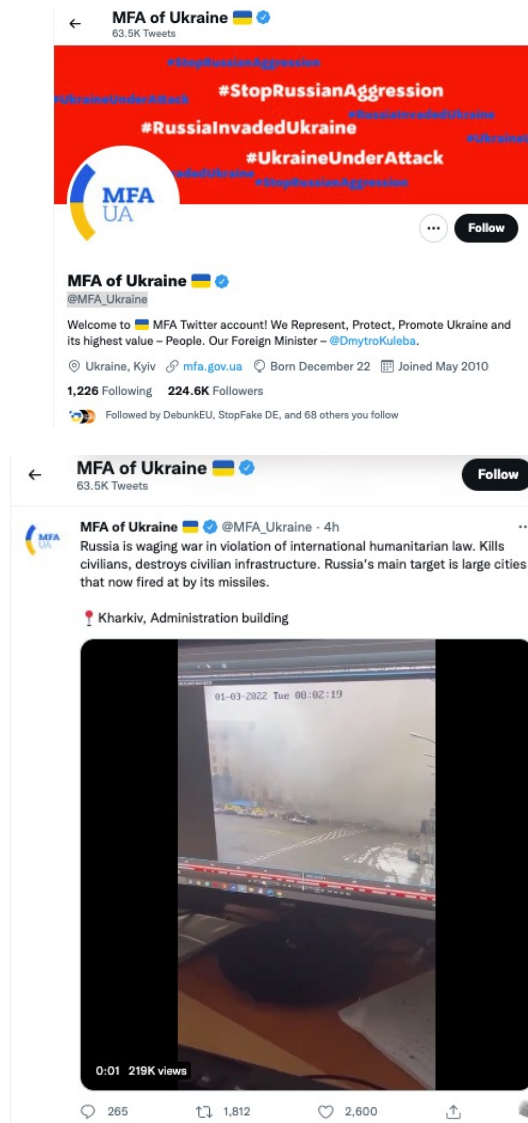 MFA of Ukraine
63.5K Tweets
#StopRussianAggression
#StopRussianAggression
#UkraineUnderAttack
#RussiaInvadedUkraine
#RussiaInvadedUkraine
#UkraineUnderAttack
#StopRussianAggression
MFA
UA
Follow
MFA of Ukraine
@MFA_Ukraine
Welcome to MFA Twitter account! We Represent, Protect, Promote Ukraine and
its highest value – People. Our Foreign Minister – @DmytroKuleba.
Ukraine, Kyiv mfa.gov.ua Born December 22 Joined May 2010
1,226 Following 224.6K Followers
Followed by DebunkEU, StopFake DE, and 68 others you follow
MFA of Ukraine
63.5K Tweets
Follow
MFA
UA
MFA of Ukraine @MFA_Ukraine · 4h
Russia is waging war in violation of international humanitarian law. Kills
civilians, destroys civilian infrastructure. Russia's main target is large cities
that now fired at by its missiles.
Kharkiv, Administration building
01-03-2022 Tue 08:02:19
0:01 219K views
265 1,812 2,600